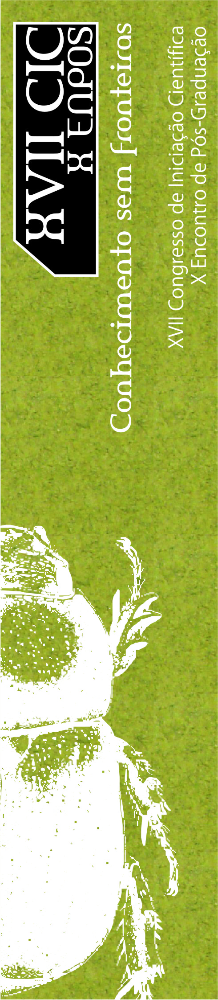 XVII CIC
X ENPOS
Conhecimento sem fronteiras
XVII Congresso de Iniciação Científica
X Encontro de Pós-Graduação